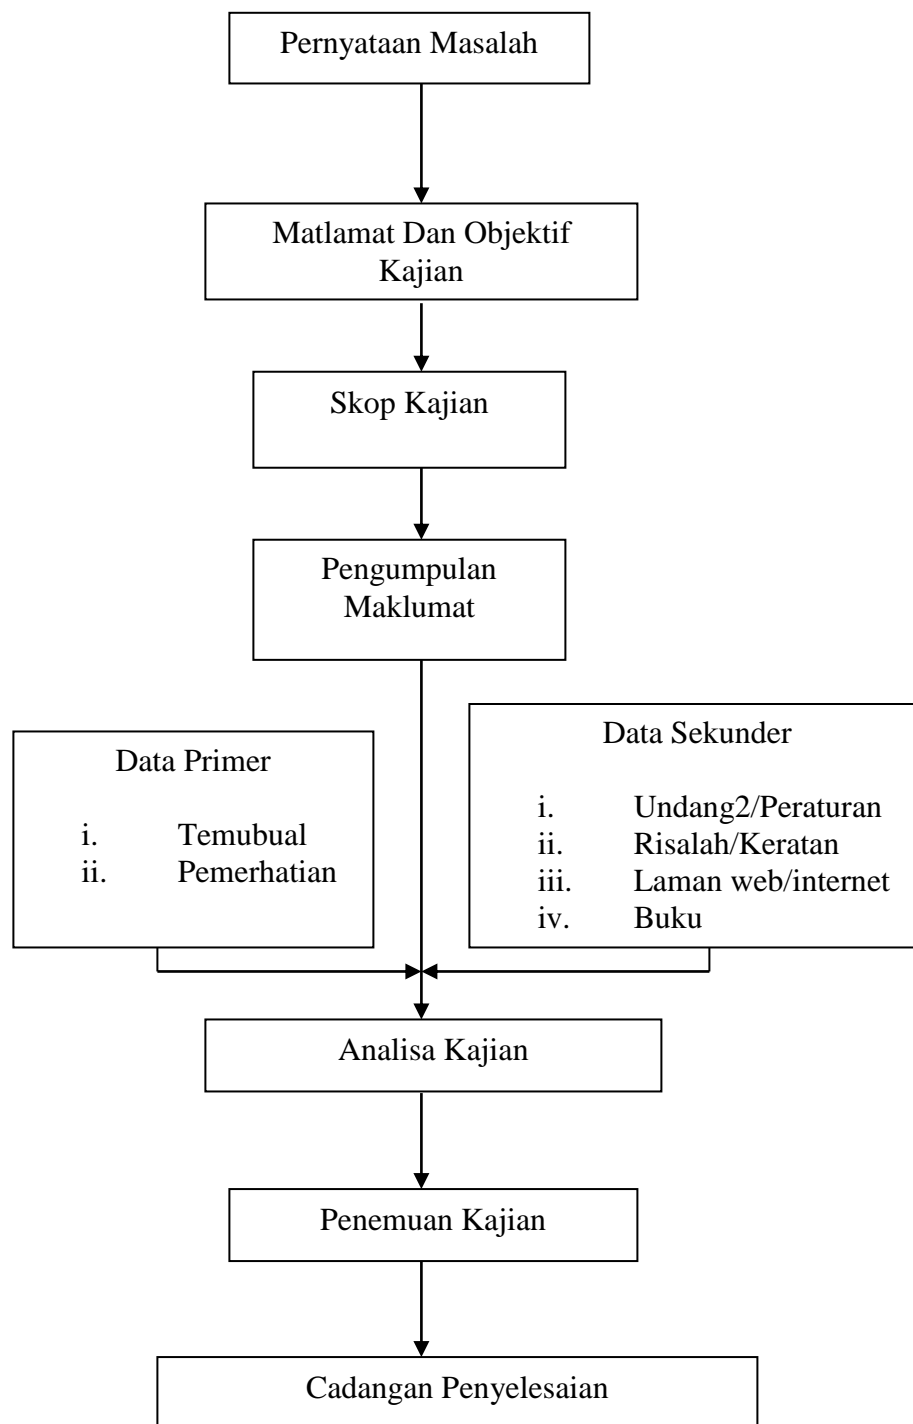 Pernyataan Masalah
Matlamat Dan Objektif
Kajian
Skop Kajian
Pengumpulan
Maklumat
Data Primer
i. Temubual
ii. Pemerhatian
Data Sekunder
i. Undang2/Peraturan
ii. Risalah/Keratan
iii. Laman web/internet
iv. Buku
Analisa Kajian
Penemuan Kajian
Cadangan Penyelesaian